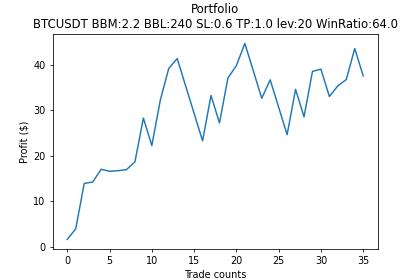 Portfolio
BTCUSDT BBM:2.2 BBL:240 SL:0.6 TP:1.0 lev:20 WinRatio:64.0
40
30
20
10
0
Profit ($)
0 5 10 15 20 25 30 35
Trade counts